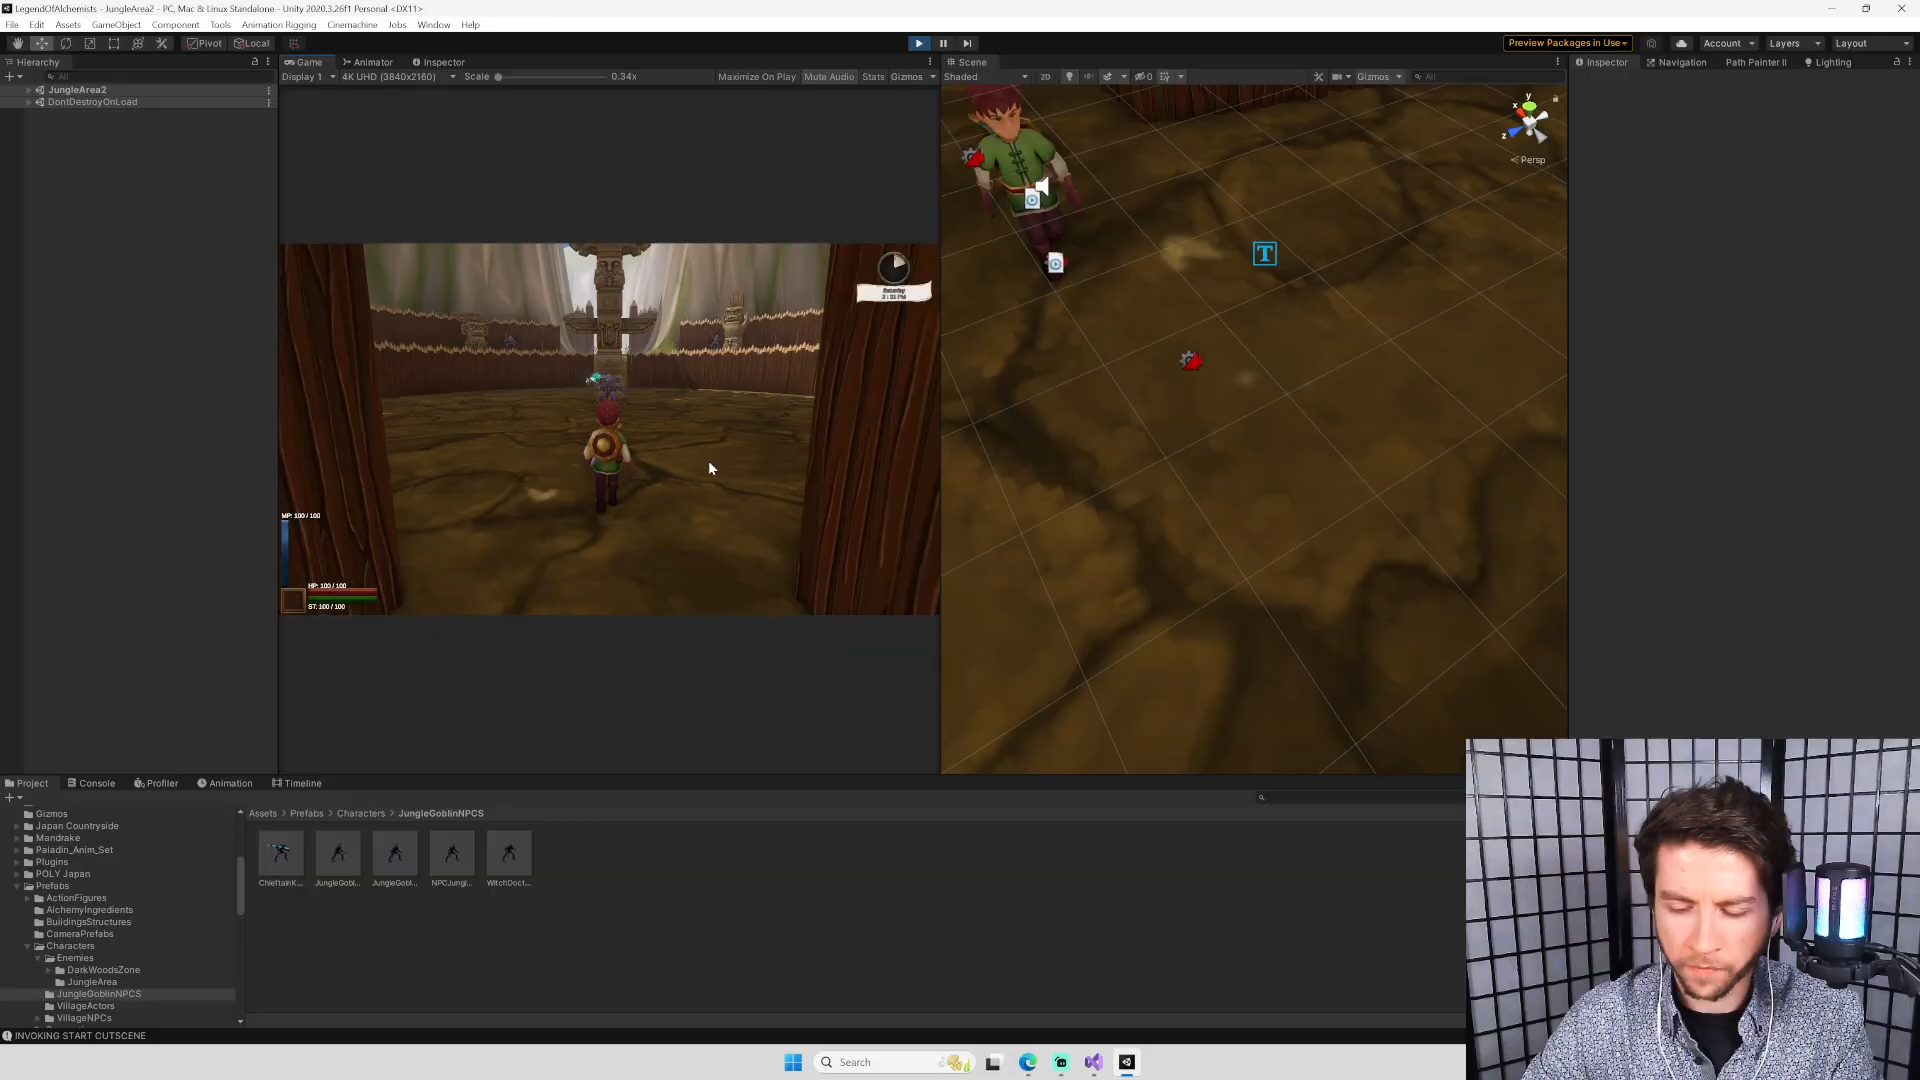 LegendOfAlchemists - JungleArea2 - PC, Mac & Linux Standalone - Unity 2020.3.26f1 Personal <DX11>
File Edit Assets GameObject Component Tools Animation Rigging Cinemachine Jobs Window Help
Pivot Local Preview Packages in Use Account Layers Layout
Hierarchy Game Animator Inspector Scene Inspector Navigation Path Painter II Lighting
All Display 1 4K UHD (3840x2160) Scale 0.34x Maximize On Play Mute Audio Stats Gizmos Shaded 2D 0 Gizmos All
JungleArea2
DontDestroyOnLoad
y
x
z
Persp
T
Saturday
MP: 100 / 100
HP: 100 / 100
ST: 100 / 100
Project Console Profiler Animation Timeline
Gizmos
Japan Countryside
Mandrake
Paladin_Anim_Set
Plugins
POLY Japan
Prefabs
ActionFigures
AlchemyIngredients
BuildingsStructures
CameraPrefabs
Characters
Enemies
DarkWoodsZone
JungleArea
JungleGoblinNPCS
VillageActors
VillageNPCs
Assets > Prefabs > Characters > JungleGoblinNPCS
ChieftainK... JungleGobl... JungleGobl... NPCJungl... WitchDoct...
INVOKING START CUTSCENE
Search